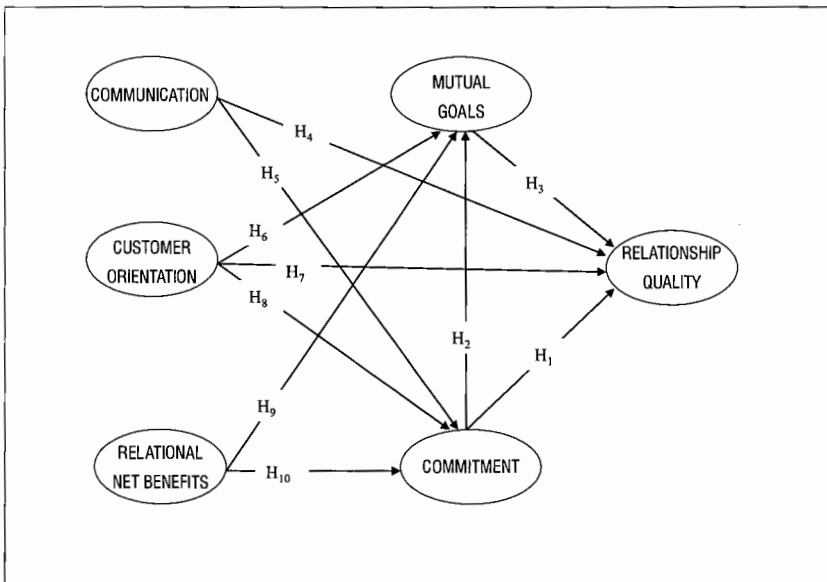 COMMUNICATION
MUTUAL
GOALS
H4
H5
H3
H6
CUSTOMER
ORIENTATION
H7
RELATIONSHIP
QUALITY
H8
H2
H1
H9
RELATIONAL
NET BENEFITS
H10
COMMITMENT